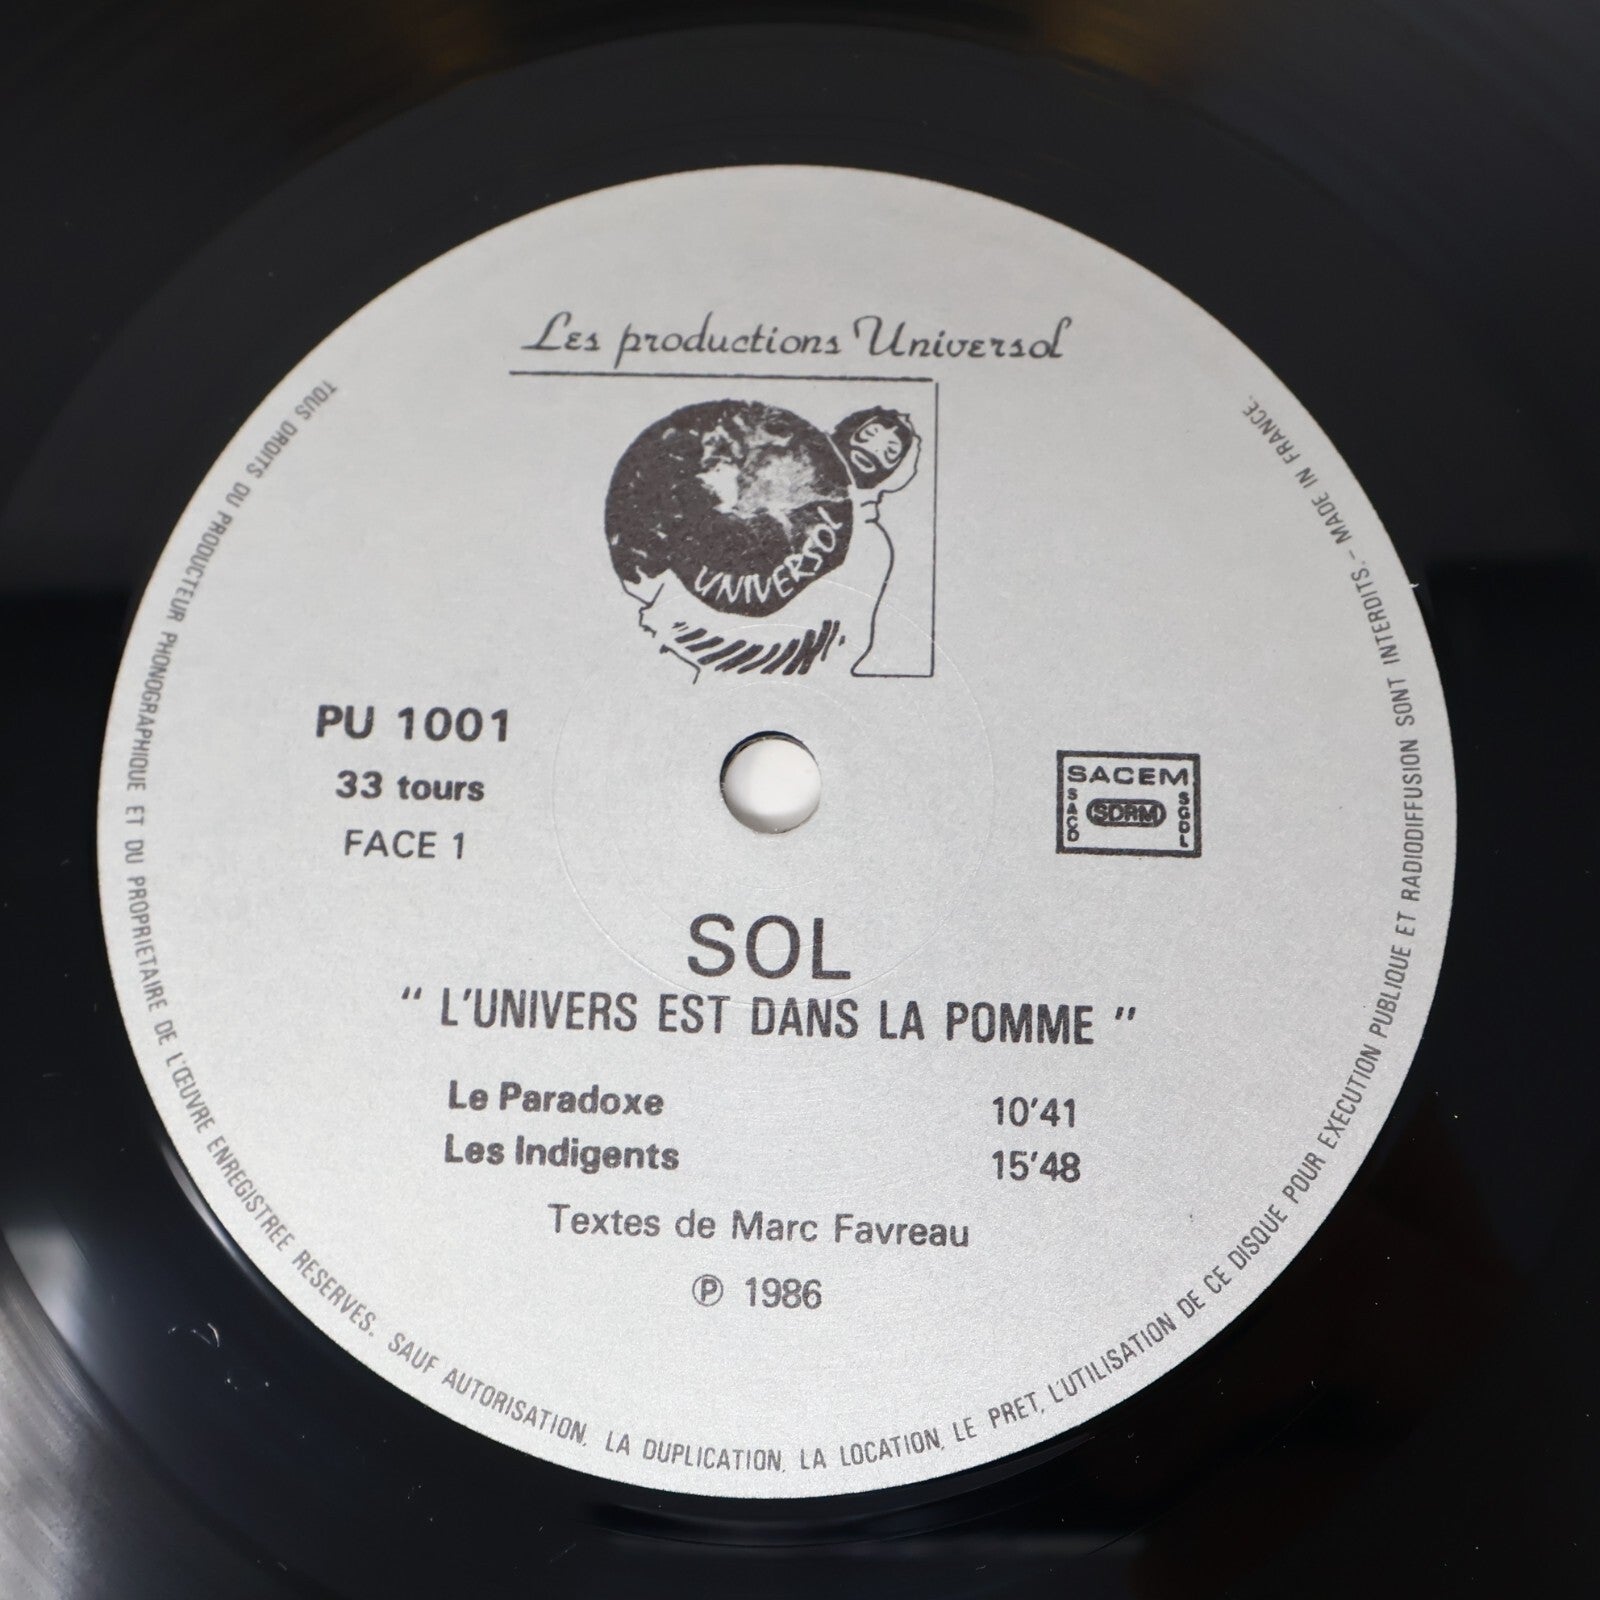 Les productions Universol
UNIVERSOL
PU 1001
33 tours
FACE 1
SACEM
SACD
SDRM
SGDL
SOL
" L'UNIVERS EST DANS LA POMME "
Le Paradoxe 10'41
Les Indigents 15'48
Textes de Marc Favreau
℗ 1986
TOUS DROITS DU PRODUCTEUR PHONOGRAPHIQUE ET DU PROPRIETAIRE DE L'ŒUVRE ENREGISTREE RESERVES. SAUF AUTORISATION, LA DUPLICATION, LA LOCATION, LE PRET, L'UTILISATION DE CE DISQUE POUR EXECUTION PUBLIQUE ET RADIODIFFUSION SONT INTERDITS. - MADE IN FRANCE.